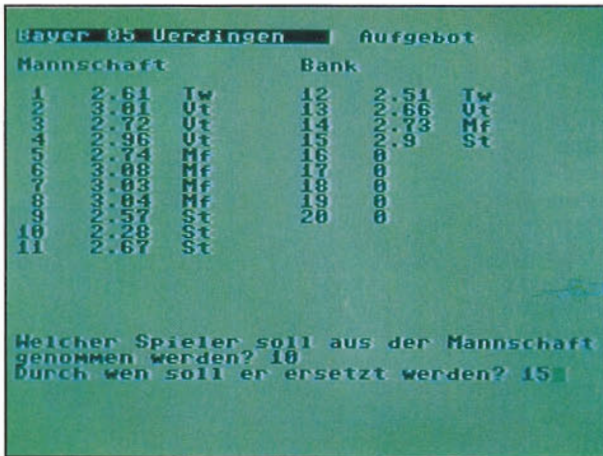 Bayer 05 Uerdingen Aufgebot
Mannschaft Bank
1 2.61 Tw 12 2.51 Tw
2 3.01 Vt 13 2.66 Vt
3 2.72 Vt 14 2.73 Mf
4 2.96 Vt 15 2.9 St
5 2.74 Mf 16 0
6 3.08 Mf 17 0
7 3.03 Mf 18 0
8 3.04 Mf 19 0
9 2.57 St 20 0
10 2.28 St
11 2.67 St
Welcher Spieler soll aus der Mannschaft
genommen werden? 10
Durch wen soll er ersetzt werden? 15